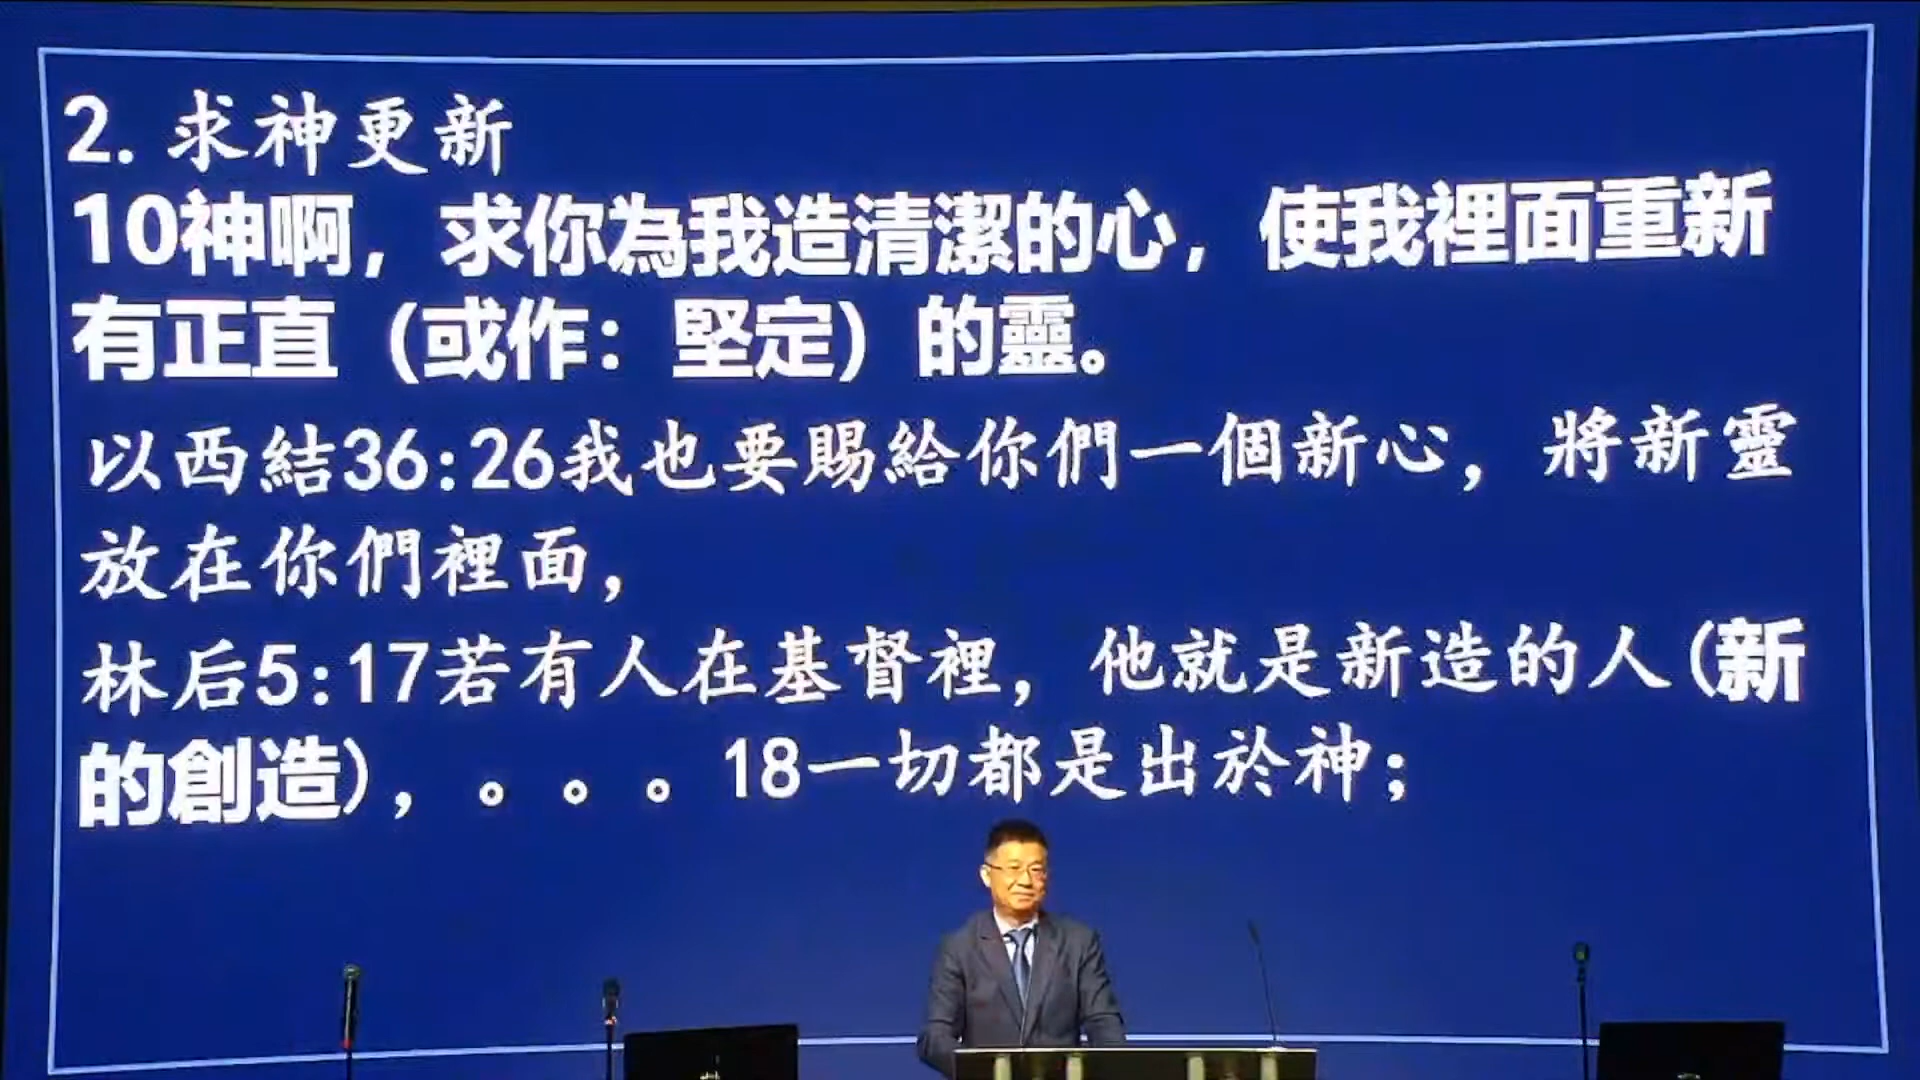 2. 求神更新
10神啊，求你為我造清潔的心，使我裡面重新
有正直（或作：堅定）的靈。
以西結36:26我也要賜給你們一個新心，將新靈
放在你們裡面，
林后5:17若有人在基督裡，他就是新造的人(新
的創造)，。。。18一切都是出於神；